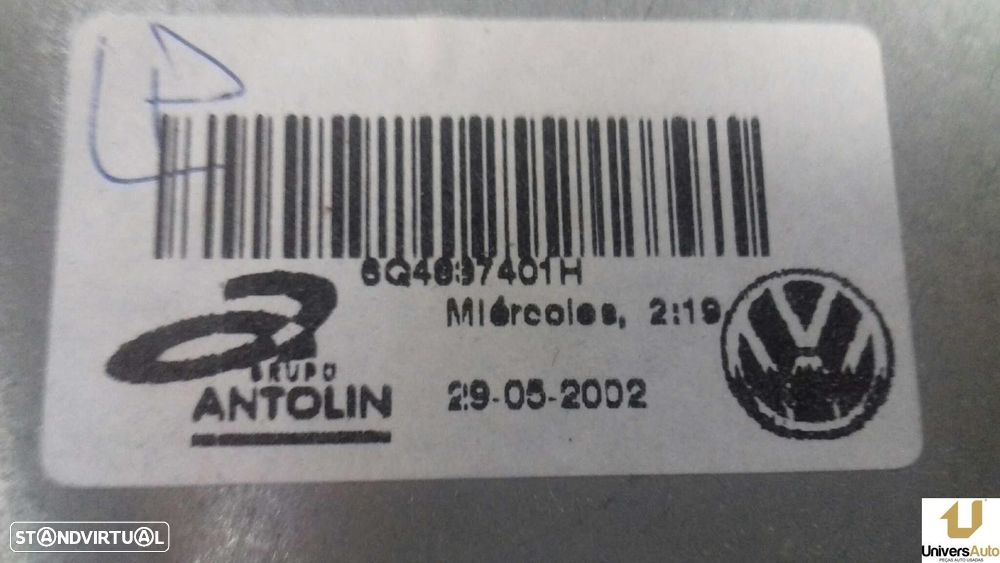 6Q4837401H
Miércoles, 2:19
GRUPO
ANTOLIN
29-05-2002
STANDVIRTUAL
UniversAuto
PEÇAS AUTO USADAS